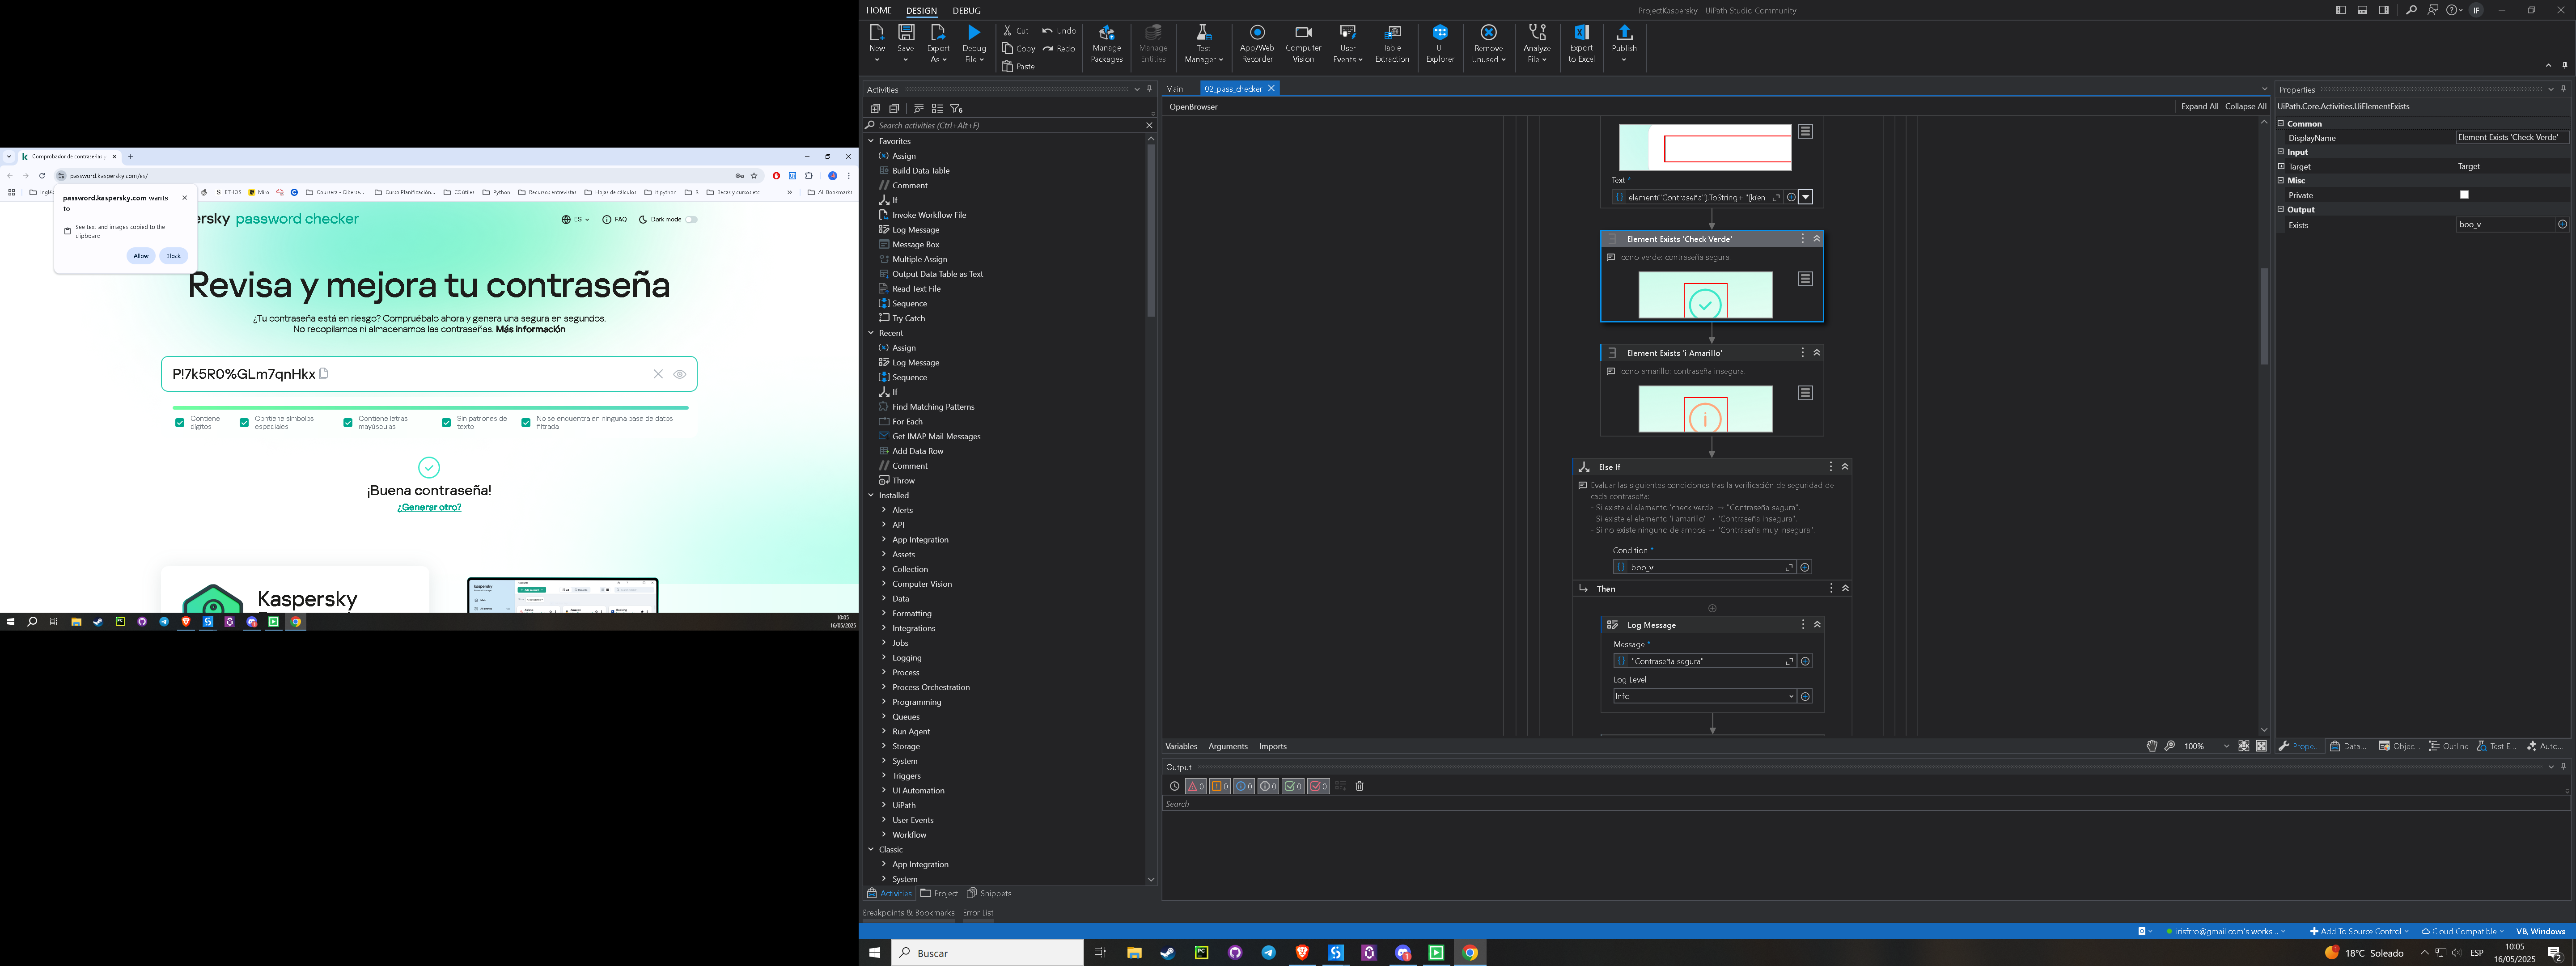 Comprobador de contraseñas y
password.kaspersky.com/es/
ETHOS
Miro
Coursera - Ciberse...
Curso Planificación...
CS útiles
Python
Recursos entrevistas
Hojas de cálculos
it python
R
Becas y cursos etc
All Bookmarks
password.kaspersky.com wants
to
See text and images copied to the
clipboard
Allow
Block
ersky password checker
ES
FAQ
Dark mode
Revisa y mejora tu contraseña
¿Tu contraseña está en riesgo? Compruébalo ahora y genera una segura en segundos.
No recopilamos ni almacenamos las contraseñas. Más información
P!7k5R0%GLm7qnHkx
Contiene
dígitos
Contiene símbolos
especiales
Contiene letras
mayúsculas
Sin patrones de
texto
No se encuentra en ninguna base de datos
filtrada
¡Buena contraseña!
¿Generar otro?
Kaspersky
10:05
16/05/2025
HOME DESIGN DEBUG
ProjectKaspersky - UiPath Studio Community
IF
New
Save
Export
As
Debug
File
Cut
Copy
Paste
Undo
Redo
Manage
Packages
Manage
Entities
Test
Manager
App/Web
Recorder
Computer
Vision
User
Events
Table
Extraction
UI
Explorer
Remove
Unused
Analyze
File
Export
to Excel
Publish
Activities
Search activities (Ctrl+Alt+F)
Favorites
Assign
Build Data Table
Comment
If
Invoke Workflow File
Log Message
Message Box
Multiple Assign
Output Data Table as Text
Read Text File
Sequence
Try Catch
Recent
Assign
Log Message
Sequence
If
Find Matching Patterns
For Each
Get IMAP Mail Messages
Add Data Row
Comment
Throw
Installed
Alerts
API
App Integration
Assets
Collection
Computer Vision
Data
Formatting
Integrations
Jobs
Logging
Process
Process Orchestration
Programming
Queues
Run Agent
Storage
System
Triggers
UI Automation
UiPath
User Events
Workflow
Classic
App Integration
System
Activities
Project
Snippets
Breakpoints & Bookmarks
Error List
Main
02_pass_checker
OpenBrowser
Expand All
Collapse All
Text *
element("Contraseña").ToString + "[k(en
Element Exists 'Check Verde'
Icono verde: contraseña segura.
Element Exists 'i Amarillo'
Icono amarillo: contraseña insegura.
Else If
Evaluar las siguientes condiciones tras la verificación de seguridad de
cada contraseña:
- Si existe el elemento 'check verde' → "Contraseña segura".
- Si existe el elemento 'i amarillo' → "Contraseña insegura".
- Si no existe ninguno de ambos → "Contraseña muy insegura".
Condition *
boo_v
Then
Log Message
Message *
"Contraseña segura"
Log Level
Info
Variables
Arguments
Imports
100%
Output
0 0 0 0 0 0
Search
Properties
UiPath.Core.Activities.UiElementExists
Common
DisplayName
Element Exists 'Check Verde'
Input
Target
Target
Misc
Private
Output
Exists
boo_v
Prope...
Data...
Objec...
Outline
Test E...
Auto...
irisfrro@gmail.com's works...
Add To Source Control
Cloud Compatible
VB, Windows
Buscar
18°C Soleado
ESP
10:05
16/05/2025
2